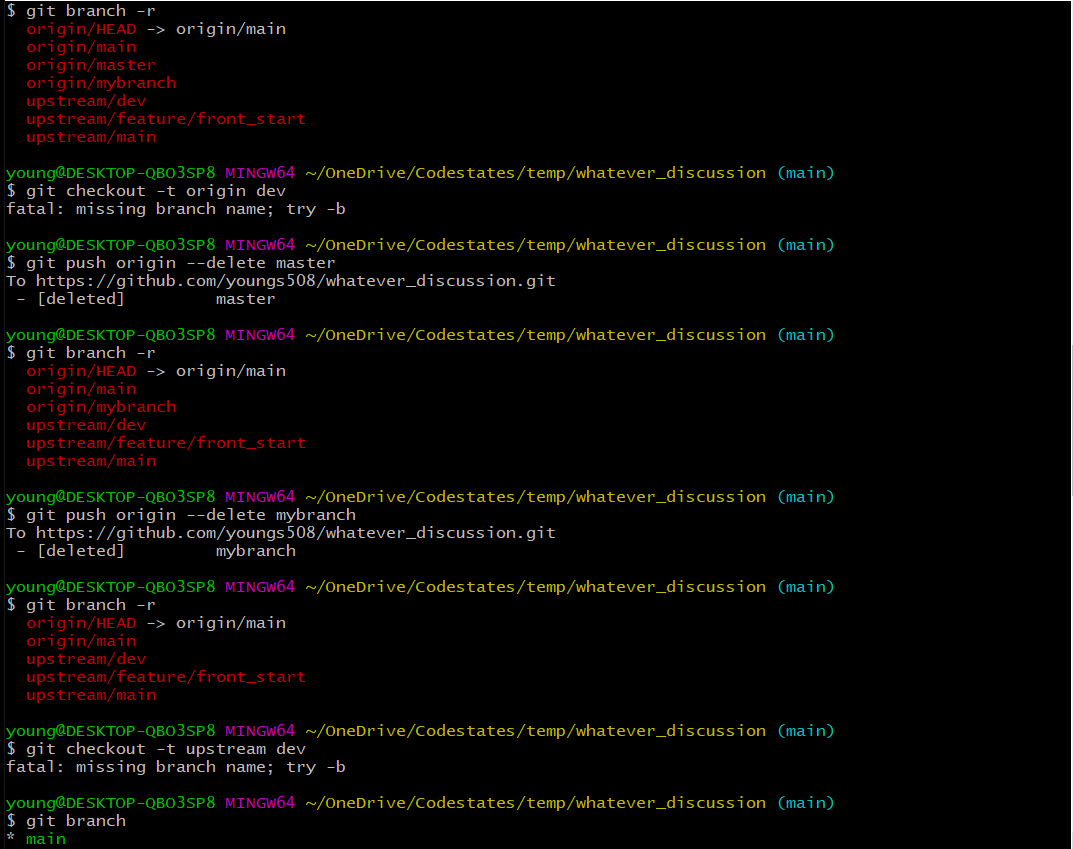 $ git branch -r
  origin/HEAD -> origin/main
  origin/main
  origin/master
  origin/mybranch
  upstream/dev
  upstream/feature/front_start
  upstream/main

young@DESKTOP-QBO3SP8 MINGW64 ~/OneDrive/Codestates/temp/whatever_discussion (main)
$ git checkout -t origin dev
fatal: missing branch name; try -b

young@DESKTOP-QBO3SP8 MINGW64 ~/OneDrive/Codestates/temp/whatever_discussion (main)
$ git push origin --delete master
To https://github.com/youngs508/whatever_discussion.git
 - [deleted]         master

young@DESKTOP-QBO3SP8 MINGW64 ~/OneDrive/Codestates/temp/whatever_discussion (main)
$ git branch -r
  origin/HEAD -> origin/main
  origin/main
  origin/mybranch
  upstream/dev
  upstream/feature/front_start
  upstream/main

young@DESKTOP-QBO3SP8 MINGW64 ~/OneDrive/Codestates/temp/whatever_discussion (main)
$ git push origin --delete mybranch
To https://github.com/youngs508/whatever_discussion.git
 - [deleted]         mybranch

young@DESKTOP-QBO3SP8 MINGW64 ~/OneDrive/Codestates/temp/whatever_discussion (main)
$ git branch -r
  origin/HEAD -> origin/main
  origin/main
  upstream/dev
  upstream/feature/front_start
  upstream/main

young@DESKTOP-QBO3SP8 MINGW64 ~/OneDrive/Codestates/temp/whatever_discussion (main)
$ git checkout -t upstream dev
fatal: missing branch name; try -b

young@DESKTOP-QBO3SP8 MINGW64 ~/OneDrive/Codestates/temp/whatever_discussion (main)
$ git branch
* main